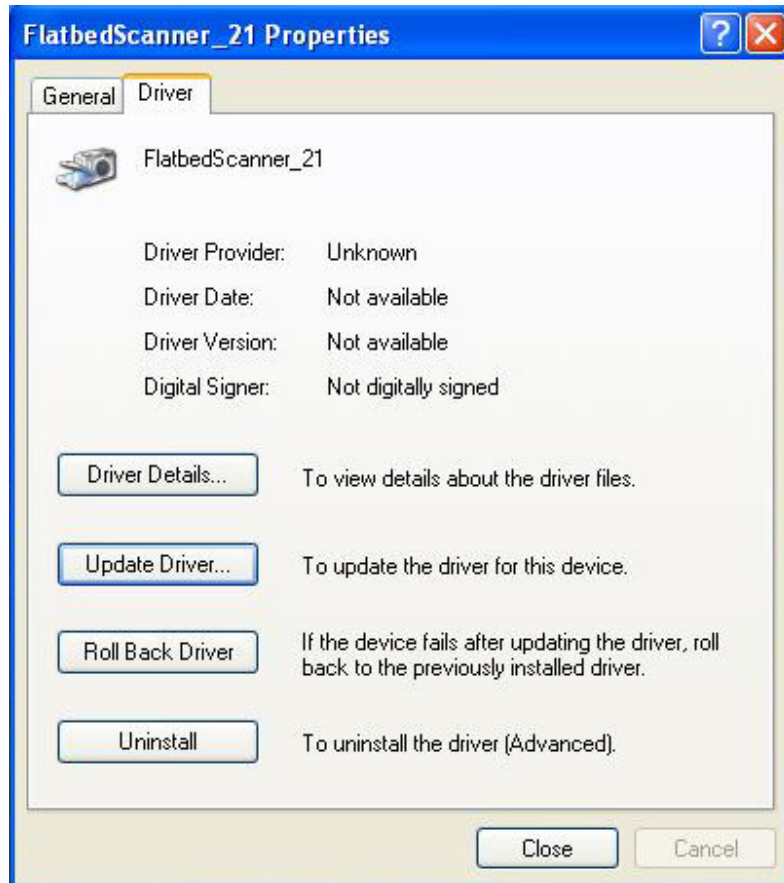 FlatbedScanner_21 Properties
General Driver
FlatbedScanner_21
Driver Provider: Unknown
Driver Date: Not available
Driver Version: Not available
Digital Signer: Not digitally signed
Driver Details... To view details about the driver files.
Update Driver... To update the driver for this device.
Roll Back Driver If the device fails after updating the driver, roll
back to the previously installed driver.
Uninstall To uninstall the driver (Advanced).
Close Cancel